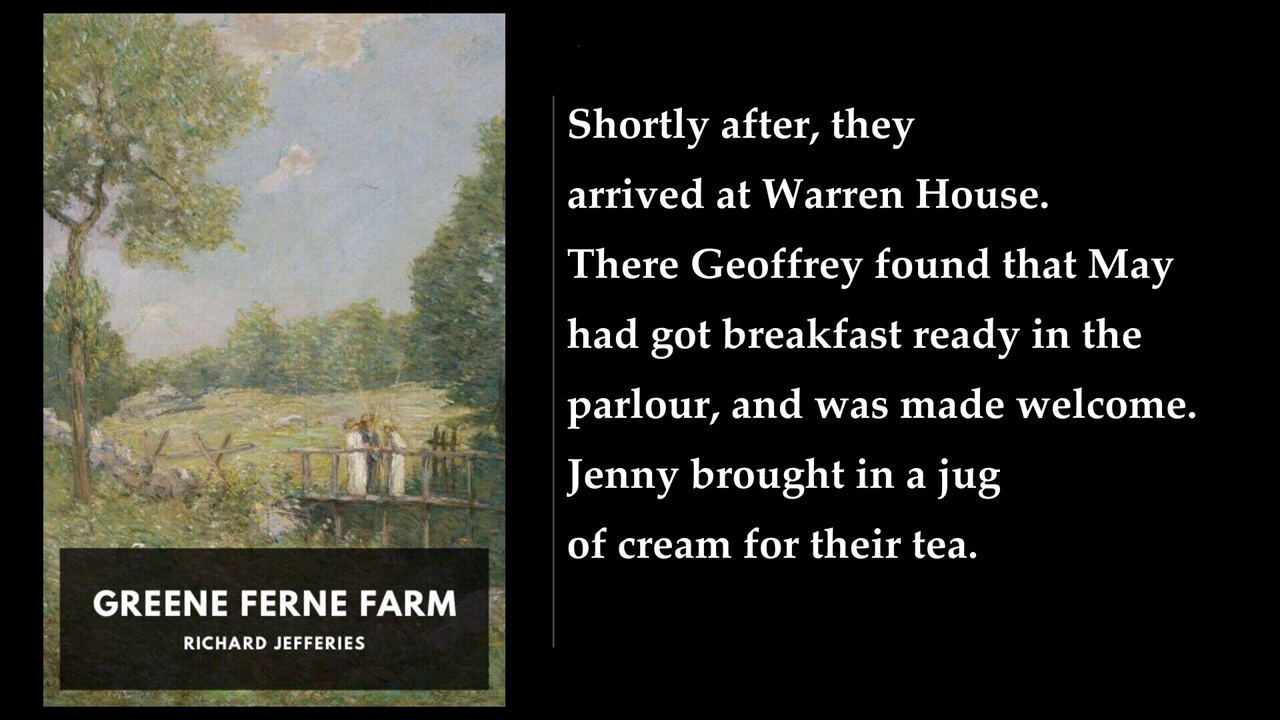 GREENE FERNE FARM
RICHARD JEFFERIES
Shortly after, they
arrived at Warren House.
There Geoffrey found that May
had got breakfast ready in the
parlour, and was made welcome.
Jenny brought in a jug
of cream for their tea.